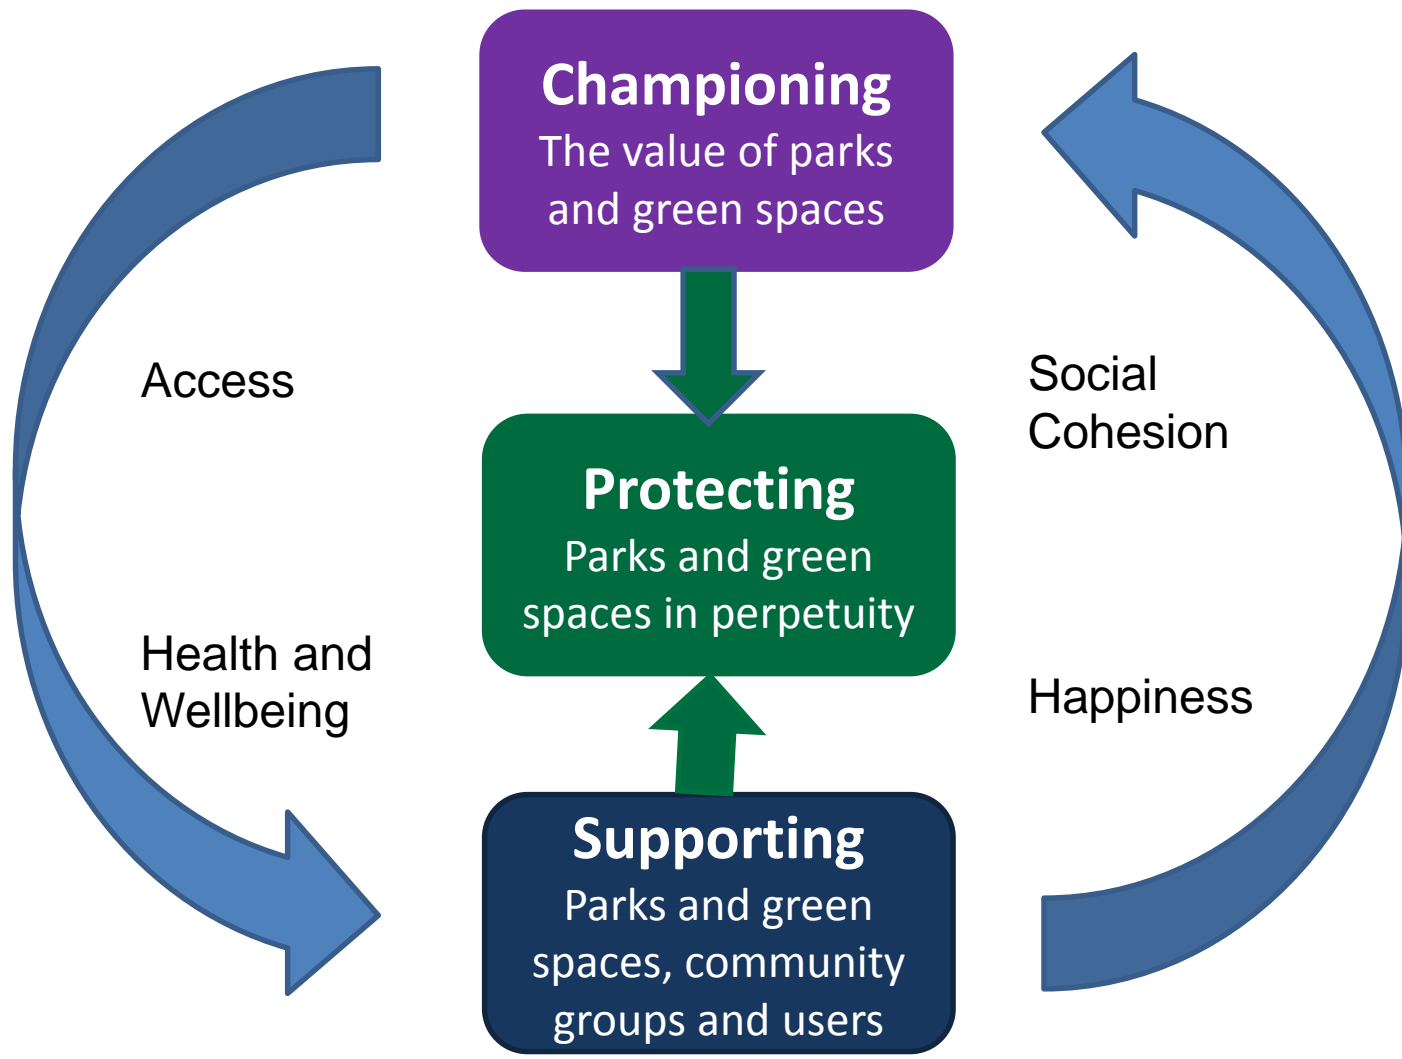 Championing
The value of parks
and green spaces
Access
Social
Cohesion
Protecting
Parks and green
spaces in perpetuity
Health and
Wellbeing
Happiness
Supporting
Parks and green
spaces, community
groups and users